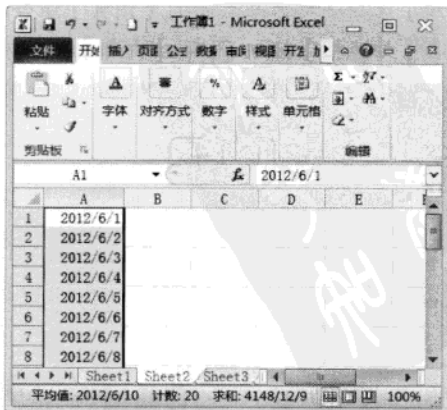 工作簿1 - Microsoft Excel
文件 开始 插入 页面 公式 数据 审阅 视图 开发 加
粘贴 字体 对齐方式 数字 样式 单元格
剪贴板 编辑
A1 fx 2012/6/1
A B C D E
1 2012/6/1
2 2012/6/2
3 2012/6/3
4 2012/6/4
5 2012/6/5
6 2012/6/6
7 2012/6/7
8 2012/6/8
Sheet1 Sheet2 Sheet3
平均值: 2012/6/10 计数: 20 求和: 4148/12/9 100%